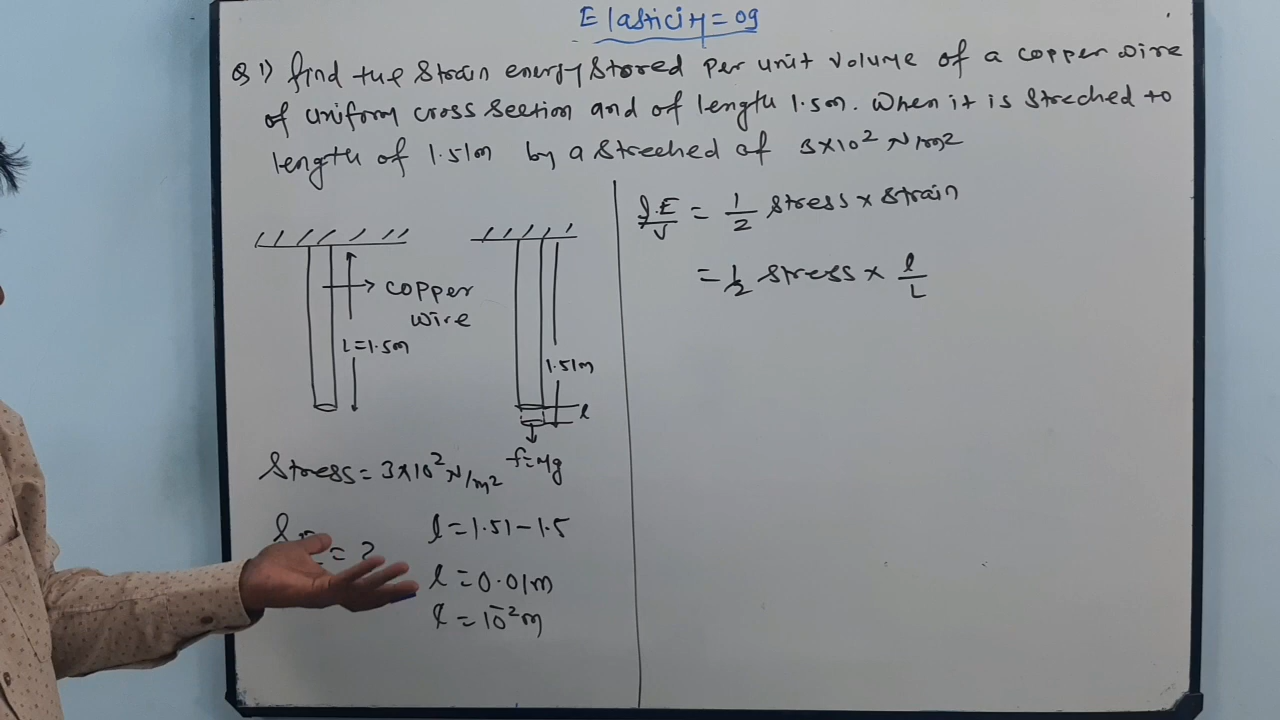 Elasticity = 09
Q 1) find the strain energy stored per unit volume of a copper wire
of uniform cross section and of length 1.5m. When it is streched to
length of 1.51m by a streched of 3×10² N/m²
copper
wire
L=1.5m
1.51m
l
f=Mg
Stress = 3×10² N/m²
= ?
l = 1.51 - 1.5
l = 0.01m
l = 10⁻² m
S.E/V = 1/2 stress × strain
= 1/2 stress × l/L